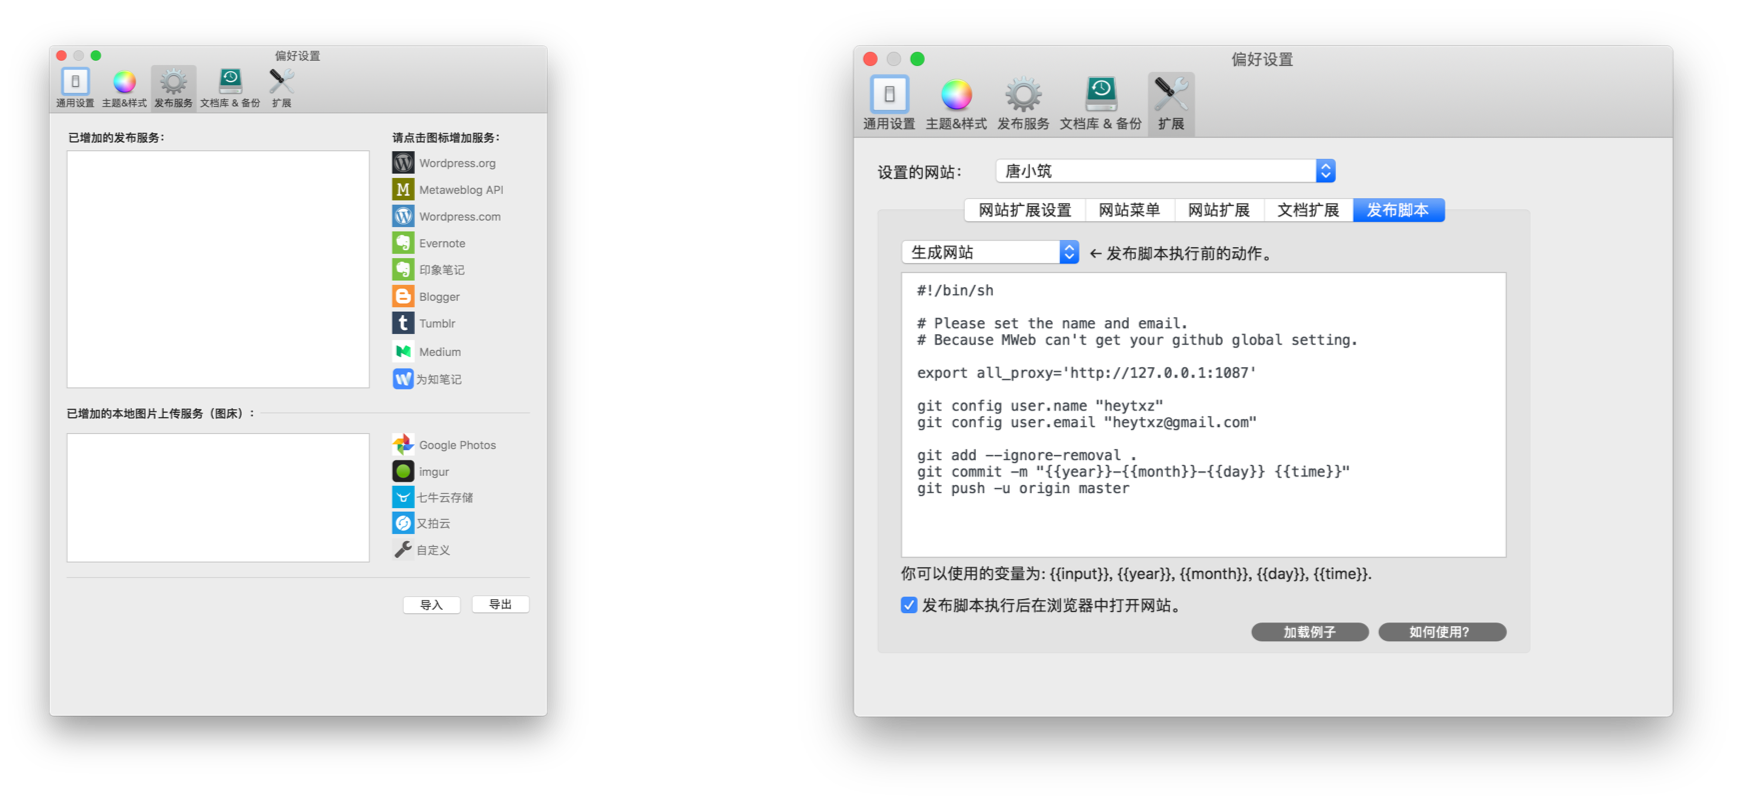 偏好设置
通用设置 主题&样式 发布服务 文档库 & 备份 扩展
已增加的发布服务:
请点击图标增加服务:
Wordpress.org
Metaweblog API
Wordpress.com
Evernote
印象笔记
Blogger
Tumblr
Medium
为知笔记
已增加的本地图片上传服务（图床）:
Google Photos
imgur
七牛云存储
又拍云
自定义
导入 导出
偏好设置
通用设置 主题&样式 发布服务 文档库 & 备份 扩展
设置的网站: 唐小筑
网站扩展设置 网站菜单 网站扩展 文档扩展 发布脚本
生成网站 ← 发布脚本执行前的动作。
#!/bin/sh
# Please set the name and email.
# Because MWeb can't get your github global setting.
export all_proxy='http://127.0.0.1:1087'
git config user.name "heytxz"
git config user.email "heytxz@gmail.com"
git add --ignore-removal .
git commit -m "{{year}}-{{month}}-{{day}} {{time}}"
git push -u origin master
你可以使用的变量为: {{input}}, {{year}}, {{month}}, {{day}}, {{time}}.
发布脚本执行后在浏览器中打开网站。
加载例子 如何使用?